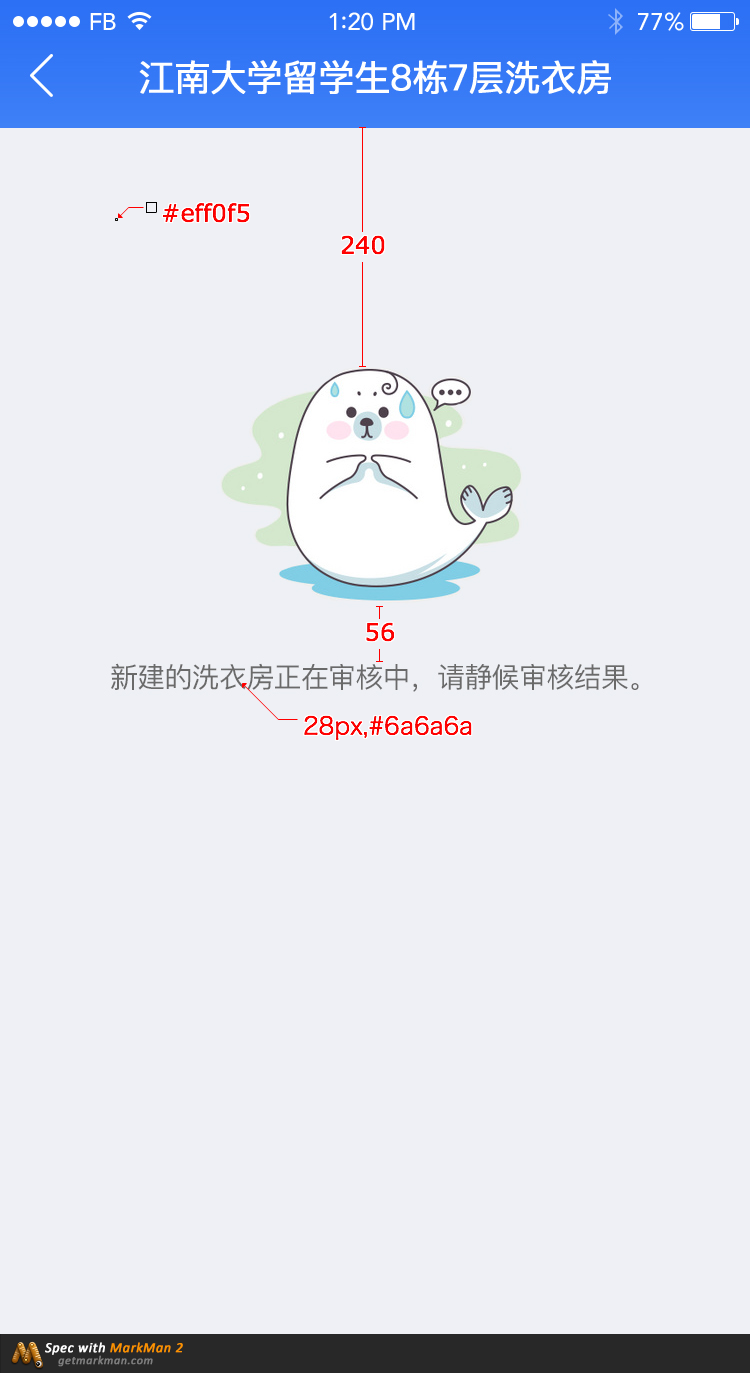 FB 1:20 PM 77%
江南大学留学生8栋7层洗衣房
#eff0f5
240
56
新建的洗衣房正在审核中，请静候审核结果。
28px,#6a6a6a
Spec with MarkMan 2
getmarkman.com